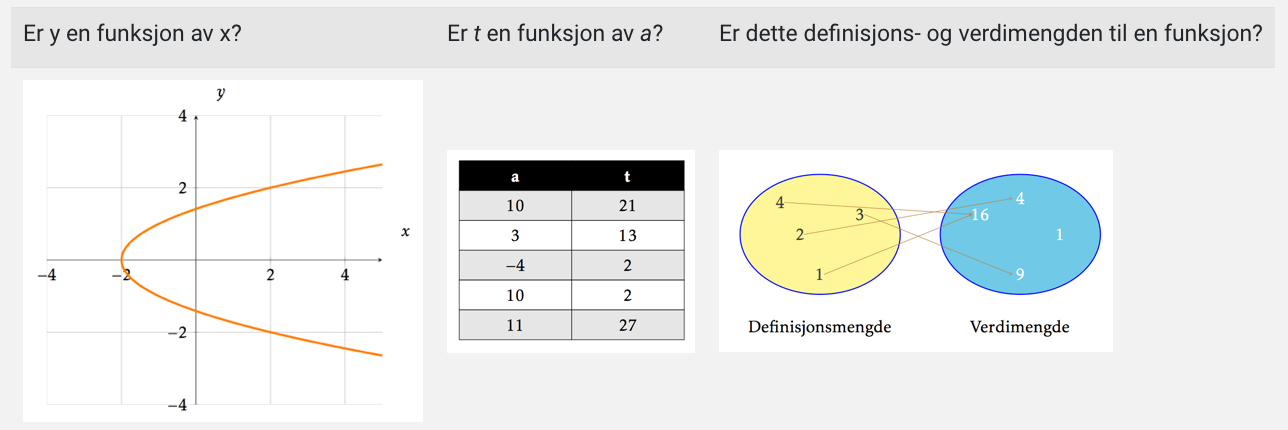 Er y en funksjon av x?
Er t en funksjon av a?
Er dette definisjons- og verdimengden til en funksjon?
y
4
2
x
−4
−2
2
4
−2
−4
a t
10 21
3 13
−4 2
10 2
11 27
4
3
2
1
4
16
1
9
Definisjonsmengde
Verdimengde